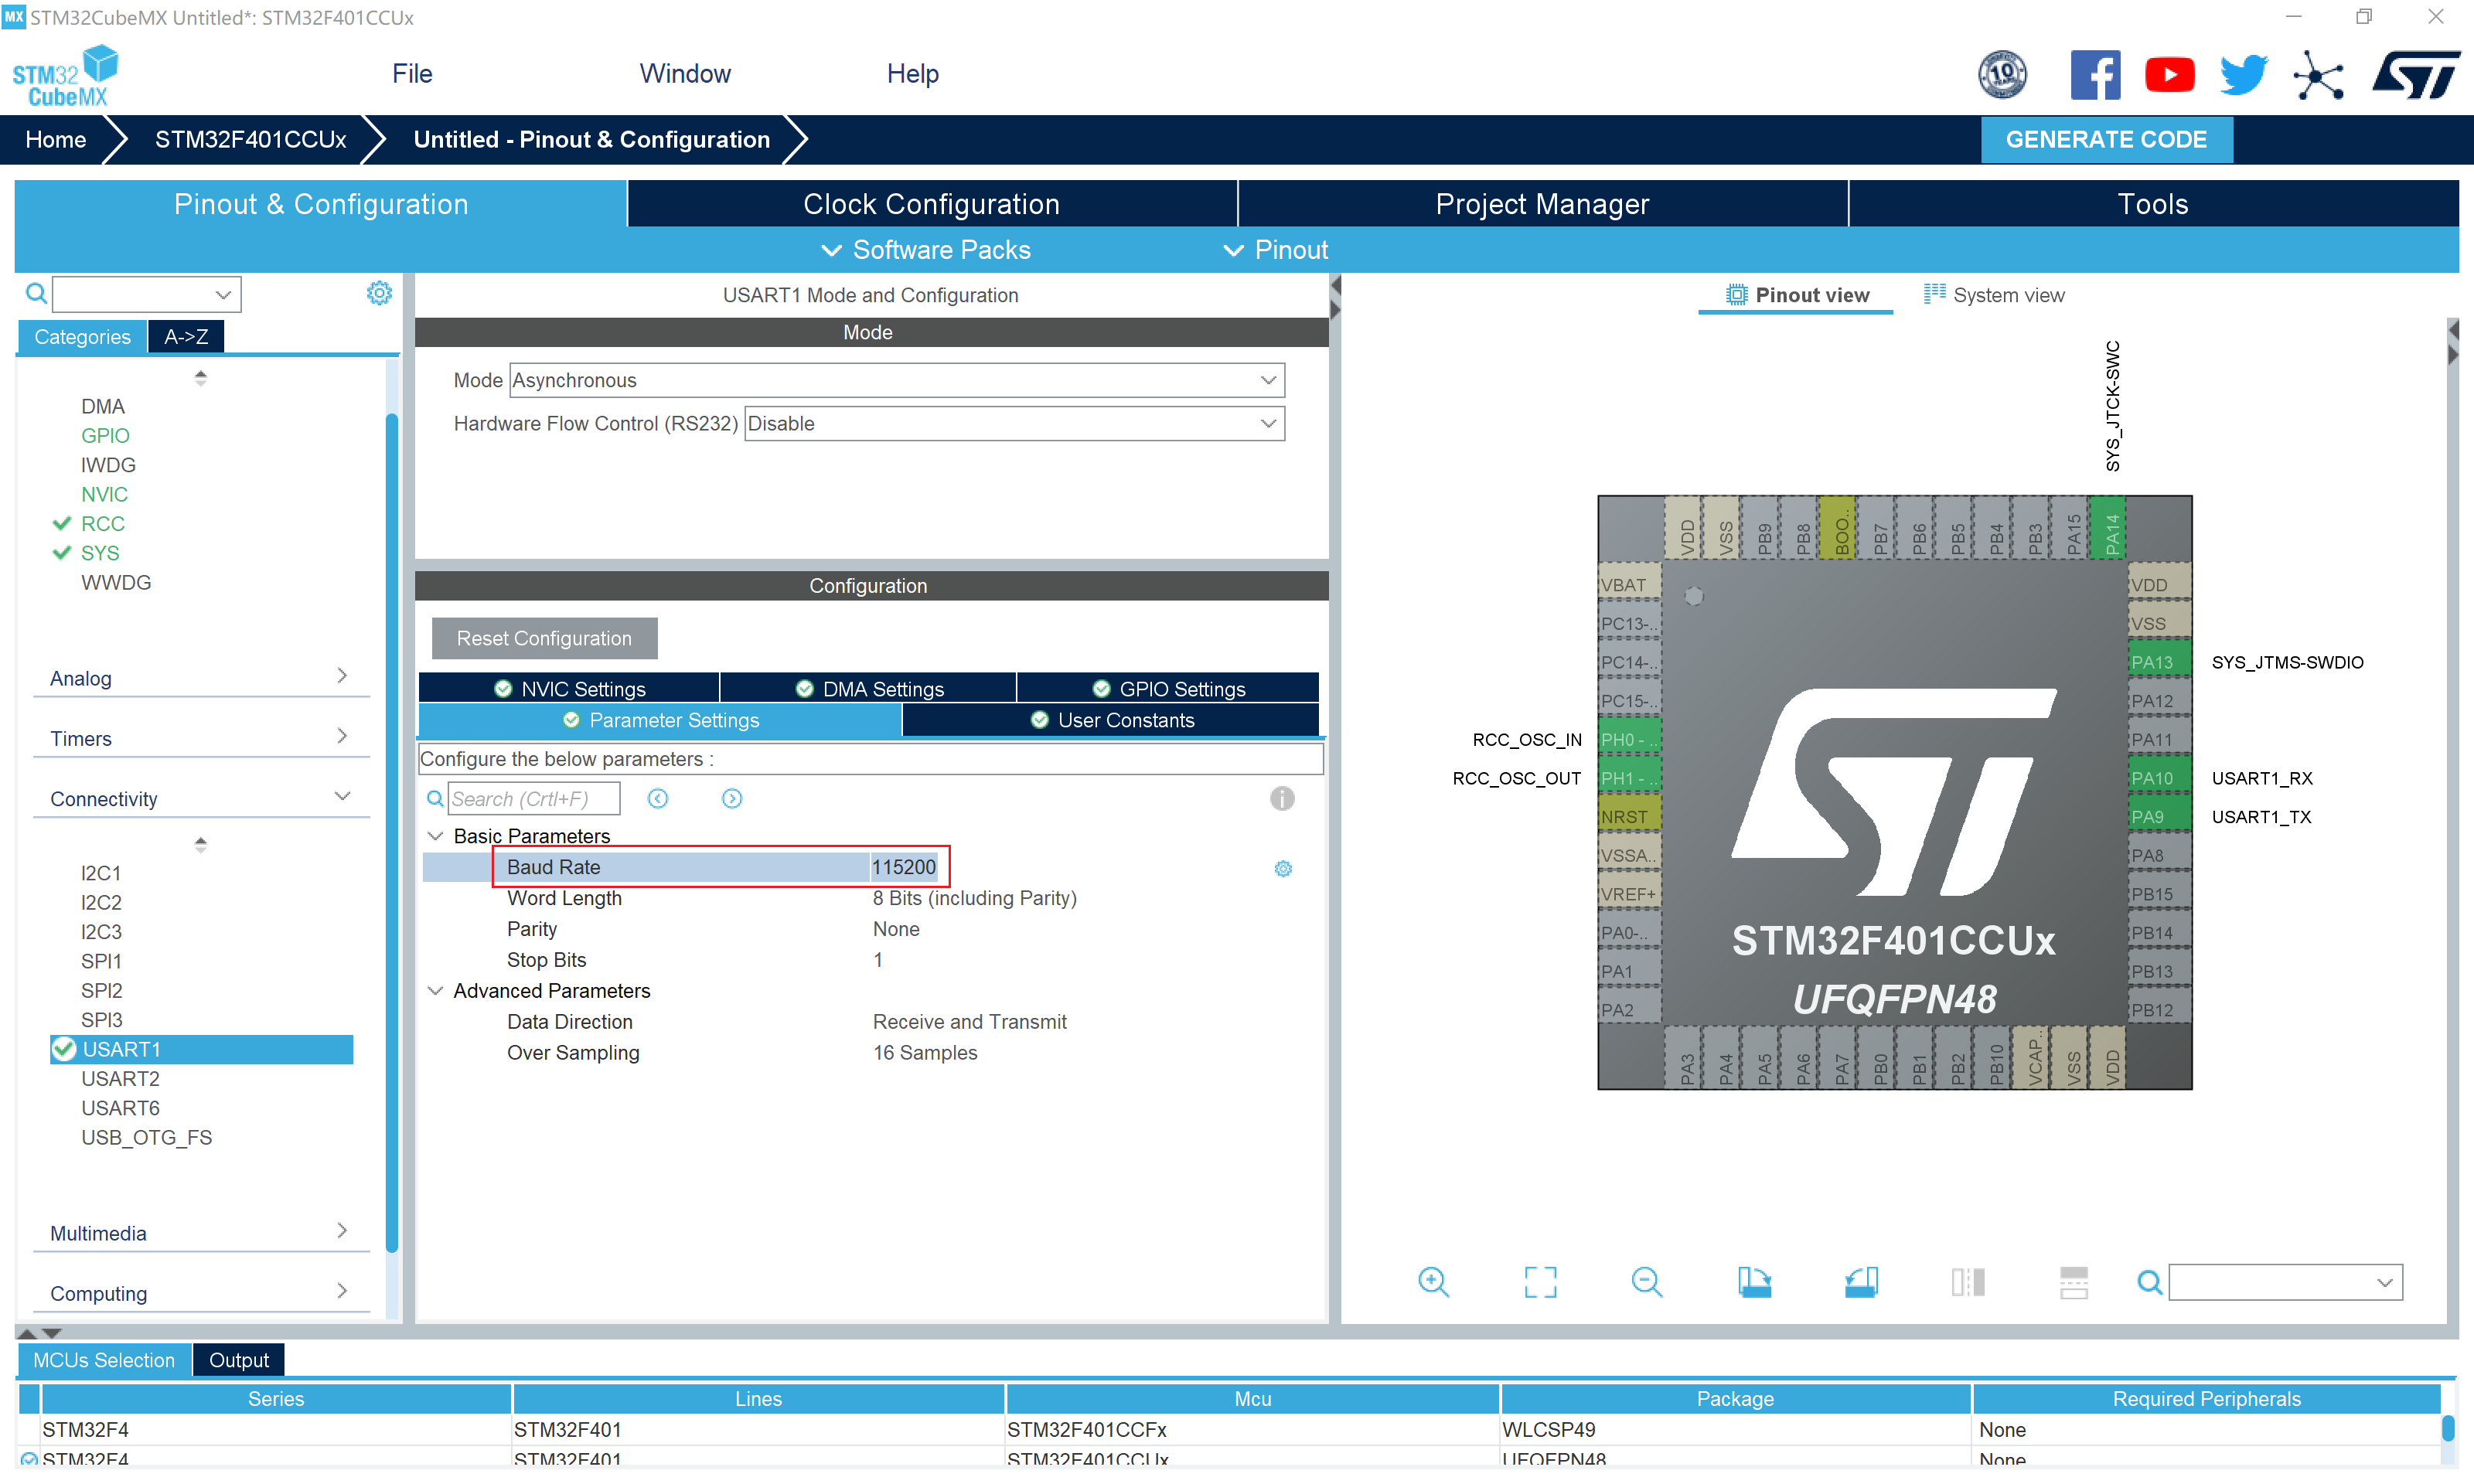 MX STM32CubeMX Untitled*: STM32F401CCUx
STM32
CubeMX
File
Window
Help
10
Home
STM32F401CCUx
Untitled - Pinout & Configuration
GENERATE CODE
Pinout & Configuration
Clock Configuration
Project Manager
Tools
Software Packs
Pinout
Categories
A->Z
DMA
GPIO
IWDG
NVIC
RCC
SYS
WWDG
Analog
Timers
Connectivity
I2C1
I2C2
I2C3
SPI1
SPI2
SPI3
USART1
USART2
USART6
USB_OTG_FS
Multimedia
Computing
USART1 Mode and Configuration
Mode
Mode Asynchronous
Hardware Flow Control (RS232) Disable
Configuration
Reset Configuration
NVIC Settings
DMA Settings
GPIO Settings
Parameter Settings
User Constants
Configure the below parameters :
Search (Crtl+F)
Basic Parameters
Baud Rate 115200
Word Length 8 Bits (including Parity)
Parity None
Stop Bits 1
Advanced Parameters
Data Direction Receive and Transmit
Over Sampling 16 Samples
Pinout view
System view
SYS_JTCK-SWC
VDD
VSS
PB9
PB8
BOO..
PB7
PB6
PB5
PB4
PB3
PA15
PA14
VBAT
PC13-..
PC14-..
PC15-..
RCC_OSC_IN PH0 - ..
RCC_OSC_OUT PH1 - ..
NRST
VSSA..
VREF+
PA0-..
PA1
PA2
VDD
VSS
PA13 SYS_JTMS-SWDIO
PA12
PA11
PA10 USART1_RX
PA9 USART1_TX
PA8
PB15
PB14
PB13
PB12
ST
STM32F401CCUx
UFQFPN48
PA3
PA4
PA5
PA6
PA7
PB0
PB1
PB2
PB10
VCAP..
VSS
VDD
MCUs Selection
Output
Series Lines Mcu Package Required Peripherals
STM32F4 STM32F401 STM32F401CCFx WLCSP49 None
STM32F4 STM32F401 STM32F401CCUx UFQFPN48 None